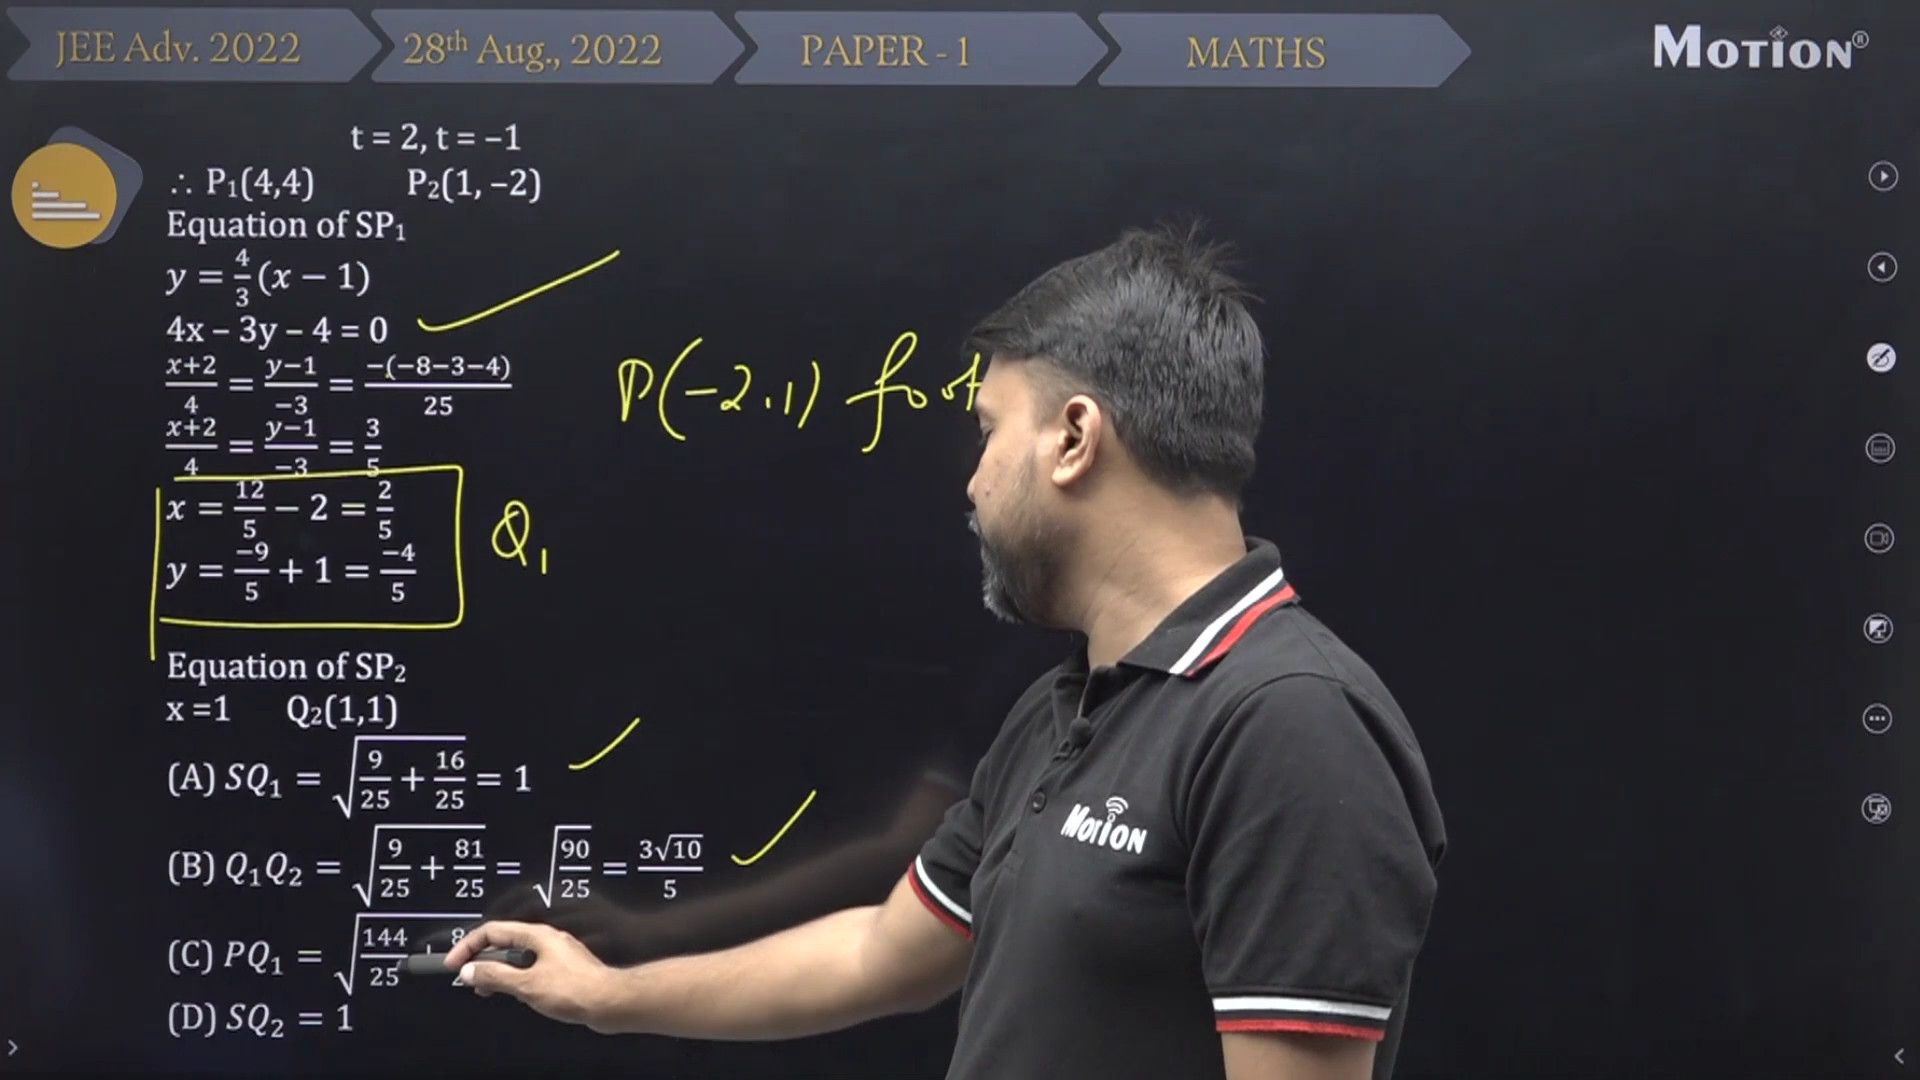 JEE Adv. 2022 28th Aug., 2022 PAPER - 1 MATHS MOTION®
t = 2, t = –1
∴ P₁(4,4) P₂(1, –2)
Equation of SP₁
y = 4/3 (x − 1)
4x – 3y – 4 = 0
(x+2)/4 = (y−1)/−3 = −(−8−3−4)/25
P(-2,1) foot
(x+2)/4 = (y−1)/−3 = 3/5
x = 12/5 − 2 = 2/5
Q₁
y = −9/5 + 1 = −4/5
Equation of SP₂
x =1 Q₂(1,1)
(A) SQ₁ = √(9/25 + 16/25) = 1
MOTION
(B) Q₁Q₂ = √(9/25 + 81/25) = √(90/25) = 3√10/5
(C) PQ₁ = √(144/25 +
(D) SQ₂ = 1